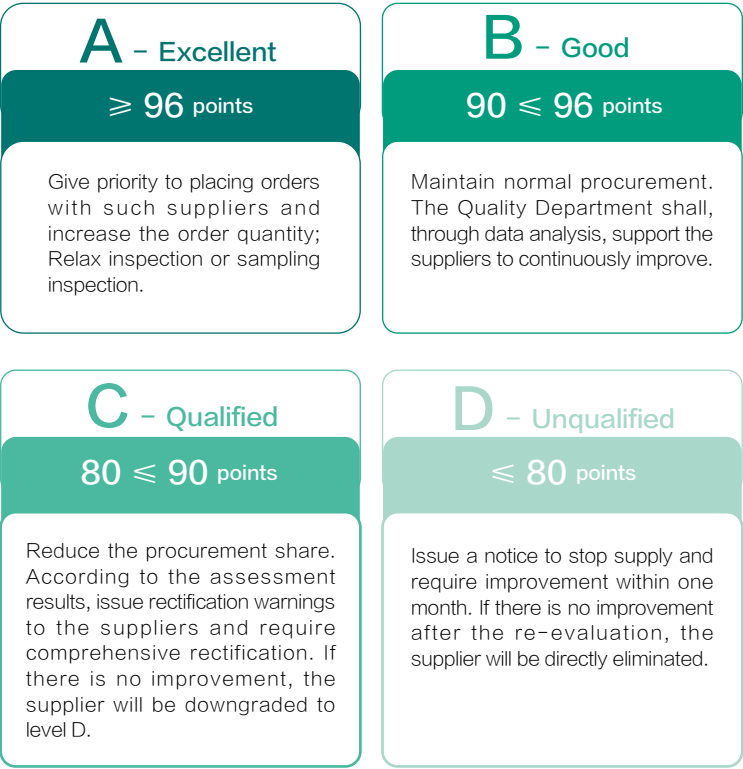 A - Excellent
≥ 96 points
Give priority to placing orders
with such suppliers and
increase the order quantity;
Relax inspection or sampling
inspection.
B - Good
90 ≤ 96 points
Maintain normal procurement.
The Quality Department shall,
through data analysis, support the
suppliers to continuously improve.
C - Qualified
80 ≤ 90 points
Reduce the procurement share.
According to the assessment
results, issue rectification warnings
to the suppliers and require
comprehensive rectification. If
there is no improvement, the
supplier will be downgraded to
level D.
D - Unqualified
≤ 80 points
Issue a notice to stop supply and
require improvement within one
month. If there is no improvement
after the re-evaluation, the
supplier will be directly eliminated.